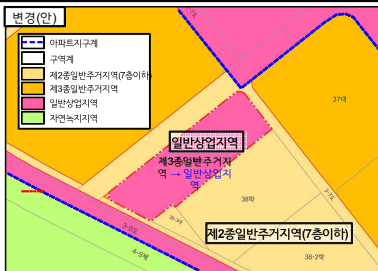 변경(안)
아파트지구계
구역계
제2종일반주거지역(7층이하)
제3종일반주거지역
일반상업지역
자연녹지지역
37대
일반상업지역
제3종일반주거지
역 → 일반상업지
역
38학
제2종일반주거지역(7층이하)
38-2학